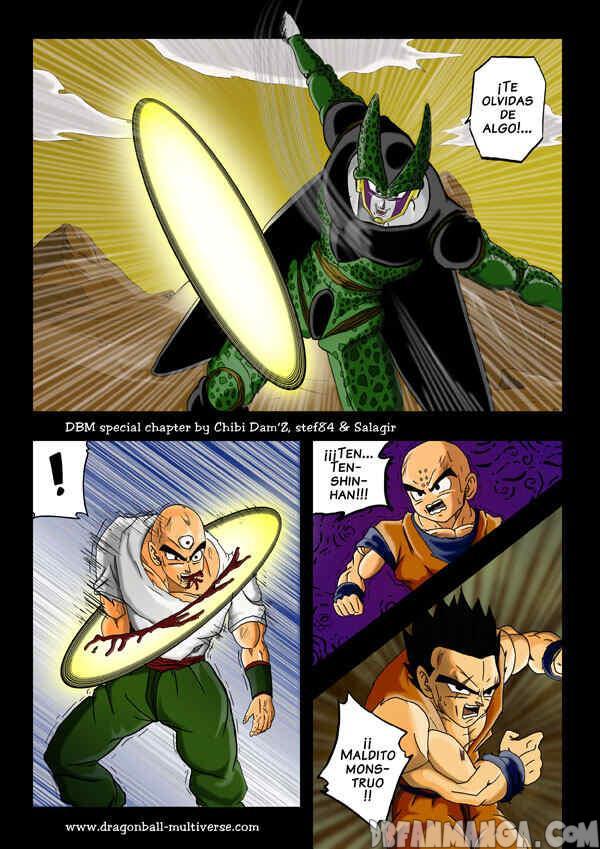 ¡TE
OLVIDAS
DE
ALGO!...
DBM special chapter by Chibi Dam'Z, stef84 & Salagir
!
¡¡¡TEN...
TEN-
SHIN-
HAN!!!
¡¡
MALDITO
MONS-
TRUO
!!
www.dragonball-multiverse.com
DBFANMANGA.COM